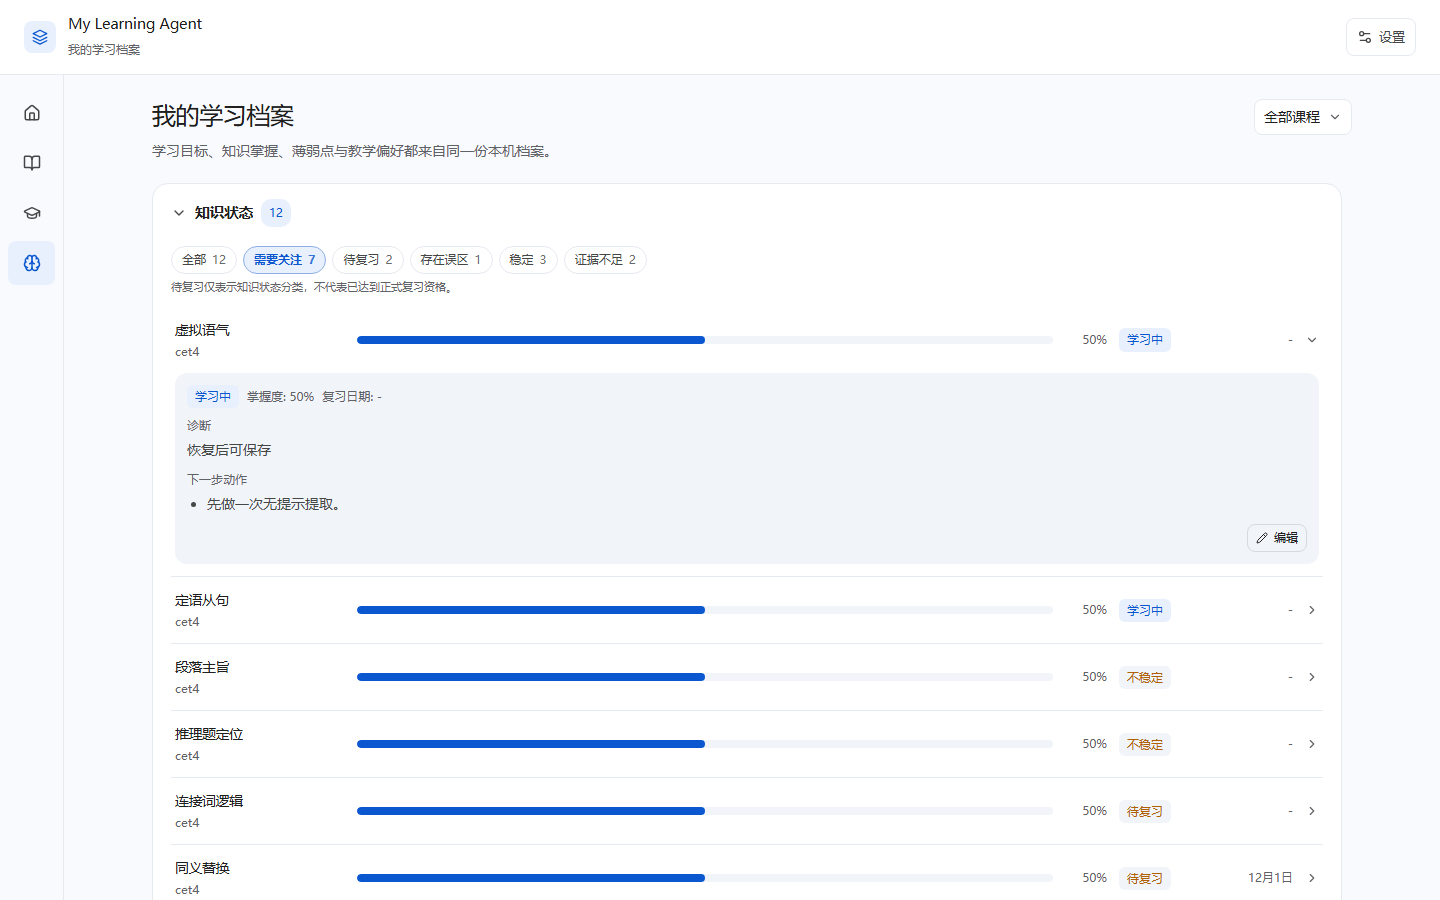 My Learning Agent
我的学习档案
设置
我的学习档案
全部课程
学习目标、知识掌握、薄弱点与教学偏好都来自同一份本机档案。
知识状态 12
全部 12 需要关注 7 待复习 2 存在误区 1 稳定 3 证据不足 2
待复习仅表示知识状态分类，不代表已达到正式复习资格。
虚拟语气
cet4
50% 学习中 -
学习中 掌握度: 50% 复习日期: -
诊断
恢复后可保存
下一步动作
• 先做一次无提示提取。
编辑
定语从句
cet4
50% 学习中 -
段落主旨
cet4
50% 不稳定 -
推理题定位
cet4
50% 不稳定 -
连接词逻辑
cet4
50% 待复习 -
同义替换
cet4
50% 待复习 12月1日